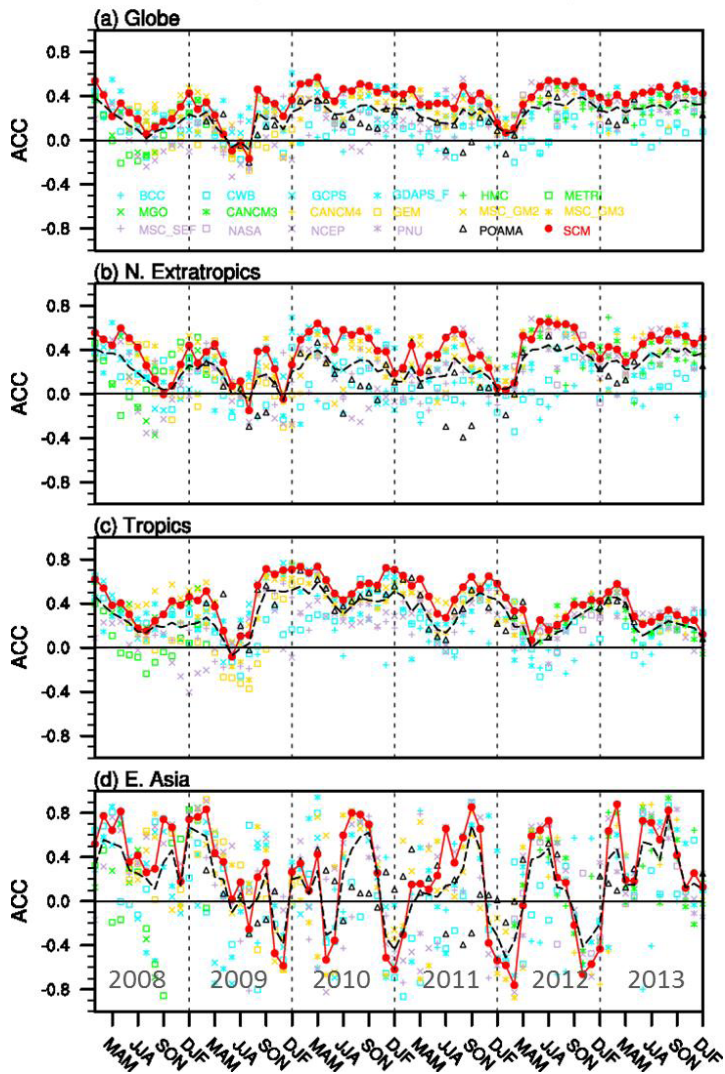 (a) Globe
0.8
0.4
0.0
-0.4
-0.8
ACC
BCC CWB GCPS GDAPS_F HMC METRI
MGO CANCM3 CANCM4 GEM MSC_GM2 MSC_GM3
MSC_SEF NASA NCEP PNU POAMA SCM
(b) N. Extratropics
0.8
0.4
0.0
-0.4
-0.8
ACC
(c) Tropics
0.8
0.4
0.0
-0.4
-0.8
ACC
(d) E. Asia
0.8
0.4
0.0
-0.4
-0.8
ACC
2008 2009 2010 2011 2012 2013
MAM JJA SON DJF MAM JJA SON DJF MAM JJA SON DJF MAM JJA SON DJF MAM JJA SON DJF MAM JJA SON DJF